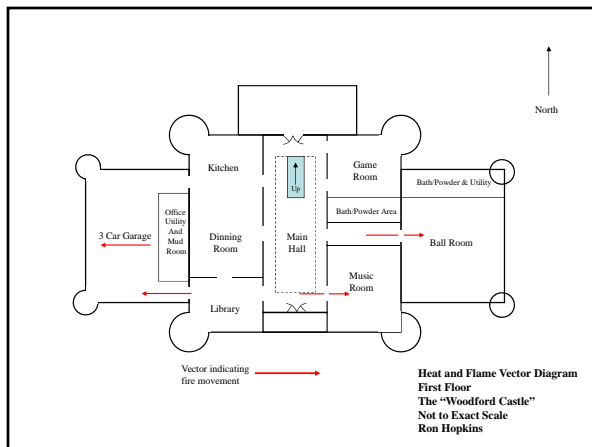 North
Kitchen
Game
Room
Up
Bath/Powder & Utility
Office
Utility
And
Mud
Room
Bath/Powder Area
3 Car Garage
Dinning
Room
Main
Hall
Ball Room
Music
Room
Library
Vector indicating
fire movement
Heat and Flame Vector Diagram
First Floor
The “Woodford Castle”
Not to Exact Scale
Ron Hopkins